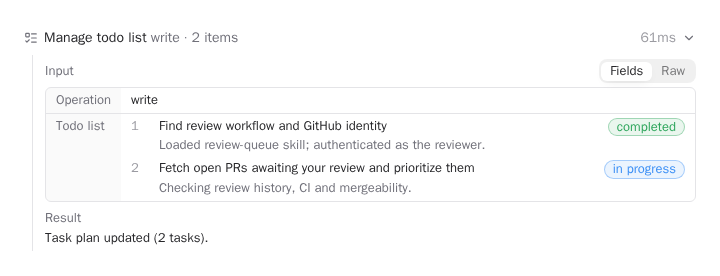 Manage todo list write · 2 items 61ms
Input Fields Raw
Operation write
Todo list 1 Find review workflow and GitHub identity completed
Loaded review-queue skill; authenticated as the reviewer.
2 Fetch open PRs awaiting your review and prioritize them in progress
Checking review history, CI and mergeability.
Result
Task plan updated (2 tasks).